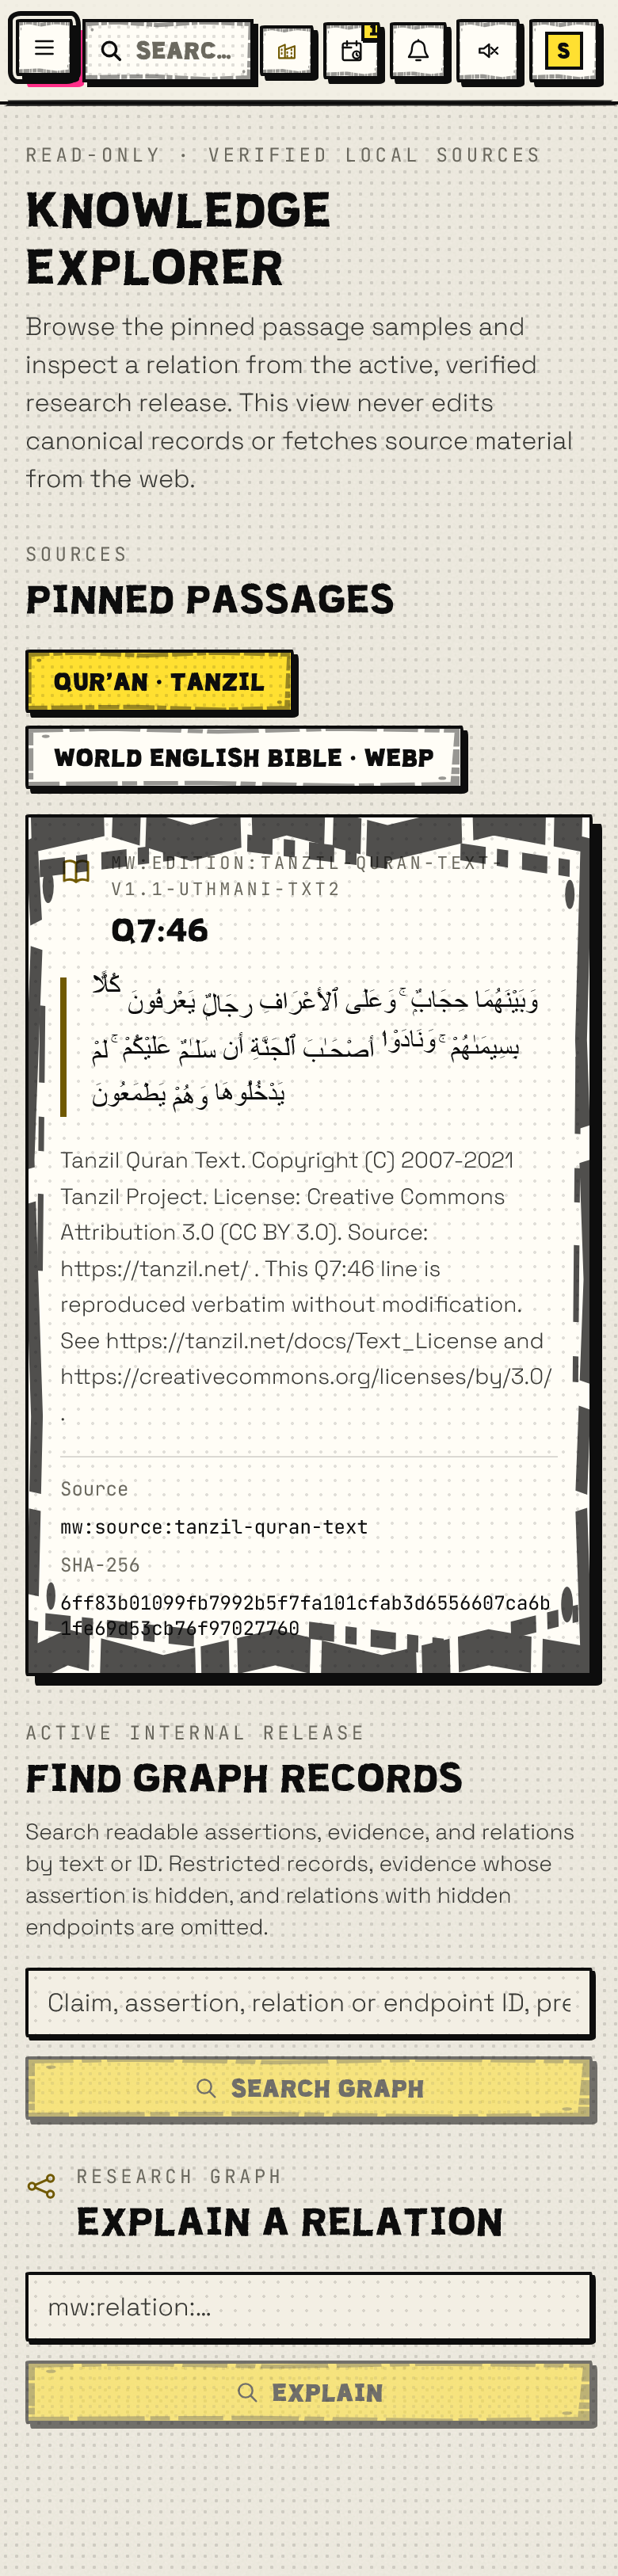 SEARC…
1
S
READ-ONLY · VERIFIED LOCAL SOURCES
KNOWLEDGE
EXPLORER
Browse the pinned passage samples and
inspect a relation from the active, verified
research release. This view never edits
canonical records or fetches source material
from the web.
SOURCES
PINNED PASSAGES
QUR'AN · TANZIL
WORLD ENGLISH BIBLE · WEBP
MW:EDITION:TANZIL-QURAN-TEXT-
V1.1-UTHMANI-TXT2
Q7:46
وَبَيْنَهُمَا حِجَابٌ ۚ وَعَلَى ٱلْأَعْرَافِ رِجَالٌ يَعْرِفُونَ كُلًّۢا
بِسِيمَىٰهُمْ ۚ وَنَادَوْا۟ أَصْحَـٰبَ ٱلْجَنَّةِ أَن سَلَـٰمٌ عَلَيْكُمْ ۚ لَمْ
يَدْخُلُوهَا وَهُمْ يَطْمَعُونَ
Tanzil Quran Text. Copyright (C) 2007-2021
Tanzil Project. License: Creative Commons
Attribution 3.0 (CC BY 3.0). Source:
https://tanzil.net/ . This Q7:46 line is
reproduced verbatim without modification.
See https://tanzil.net/docs/Text_License and
https://creativecommons.org/licenses/by/3.0/
.
Source
mw:source:tanzil-quran-text
SHA-256
6ff83b01099fb7992b5f7fa101cfab3d6556607ca6b
1fe69d53cb76f97027760
ACTIVE INTERNAL RELEASE
FIND GRAPH RECORDS
Search readable assertions, evidence, and relations
by text or ID. Restricted records, evidence whose
assertion is hidden, and relations with hidden
endpoints are omitted.
Claim, assertion, relation or endpoint ID, pre
SEARCH GRAPH
RESEARCH GRAPH
EXPLAIN A RELATION
mw:relation:…
EXPLAIN